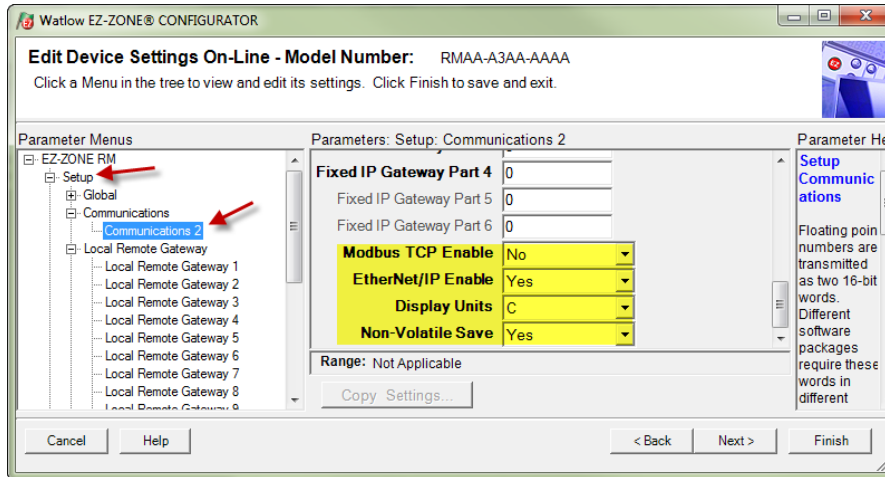 Watlow EZ-ZONE® CONFIGURATOR
Edit Device Settings On-Line - Model Number: RMAA-A3AA-AAAA
Click a Menu in the tree to view and edit its settings. Click Finish to save and exit.
Parameter Menus
EZ-ZONE RM
Setup
Global
Communications
Communications 2
Local Remote Gateway
Local Remote Gateway 1
Local Remote Gateway 2
Local Remote Gateway 3
Local Remote Gateway 4
Local Remote Gateway 5
Local Remote Gateway 6
Local Remote Gateway 7
Local Remote Gateway 8
Local Remote Gateway 9
Parameters: Setup: Communications 2
Fixed IP Gateway Part 4 0
Fixed IP Gateway Part 5 0
Fixed IP Gateway Part 6 0
Modbus TCP Enable No
EtherNet/IP Enable Yes
Display Units C
Non-Volatile Save Yes
Range: Not Applicable
Copy Settings...
Parameter He
Setup
Communic
ations
Floating poin
numbers are
transmitted
as two 16-bit
words.
Different
software
packages
require these
words in
different
Cancel Help < Back Next > Finish